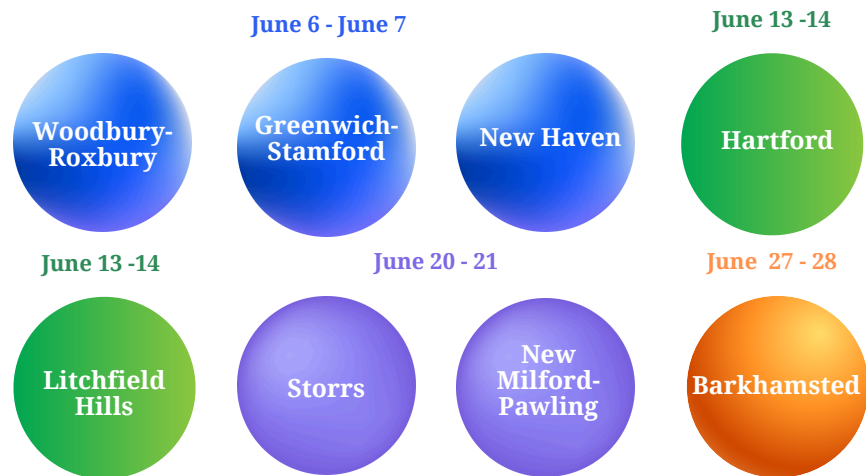 June 6 - June 7
June 13 -14
Woodbury-
Roxbury
Greenwich-
Stamford
New Haven
Hartford
June 13 -14
June 20 - 21
June  27 - 28
Litchfield
Hills
Storrs
New
Milford-
Pawling
Barkhamsted